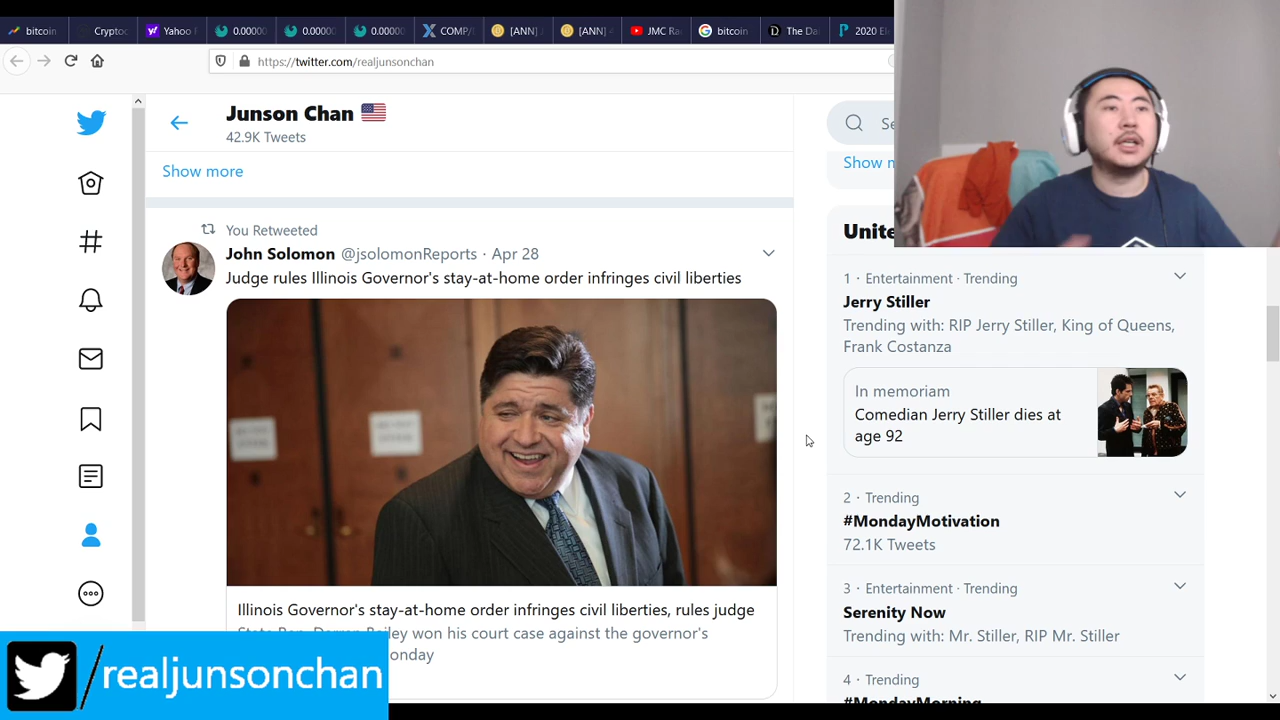 bitcoin
Cryptoc
Yahoo F
0.00000
0.00000
0.00000
COMP/
[ANN]
[ANN]
JMC Ra
bitcoin
The Da
2020 El
https://twitter.com/realjunsonchan
Junson Chan
42.9K Tweets
Show more
You Retweeted
John Solomon @jsolomonReports · Apr 28
Judge rules Illinois Governor's stay-at-home order infringes civil liberties
Illinois Governor's stay-at-home order infringes civil liberties, rules judge
State Rep. Darren Bailey won his court case against the governor's
onday
Se
Show m
Unite
1 · Entertainment · Trending
Jerry Stiller
Trending with: RIP Jerry Stiller, King of Queens,
Frank Costanza
In memoriam
Comedian Jerry Stiller dies at
age 92
2 · Trending
#MondayMotivation
72.1K Tweets
3 · Entertainment · Trending
Serenity Now
Trending with: Mr. Stiller, RIP Mr. Stiller
4 · Trending
#MondayMorning
/realjunsonchan